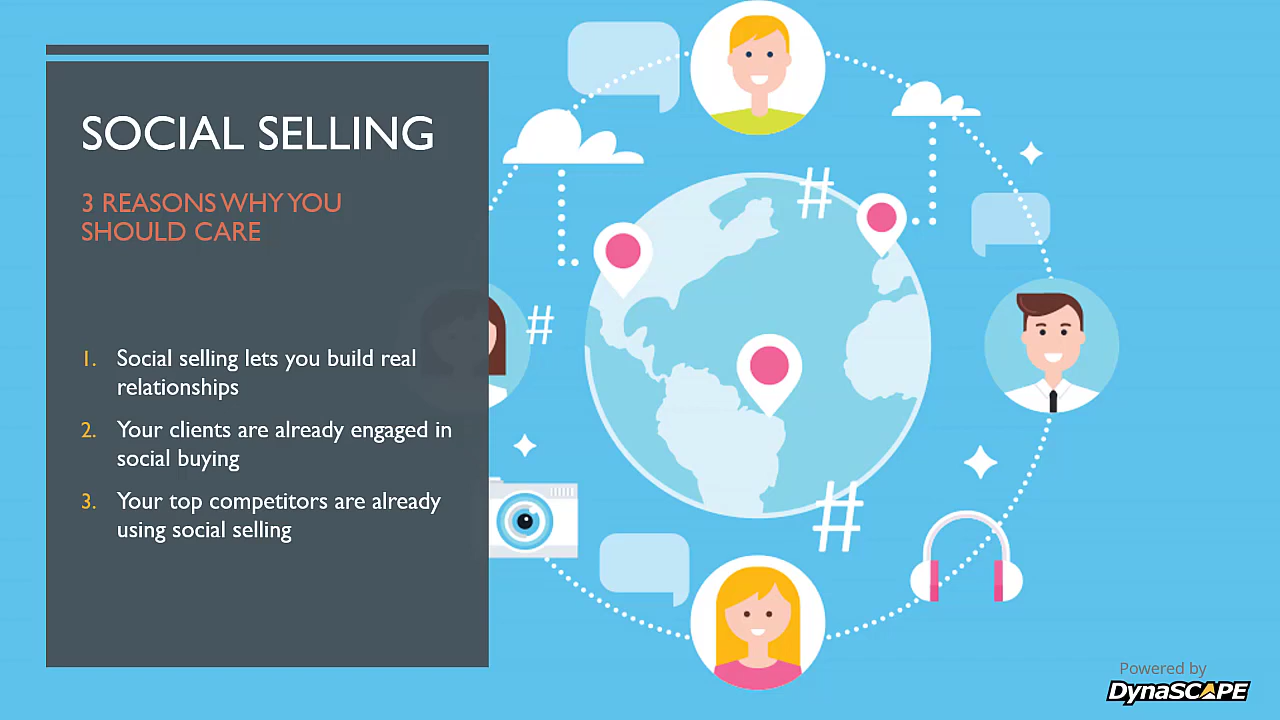 SOCIAL SELLING
3 REASONS WHY YOU
SHOULD CARE
1. Social selling lets you build real
relationships
2. Your clients are already engaged in
social buying
3. Your top competitors are already
using social selling
#
#
#
Powered by
DynaSCAPE